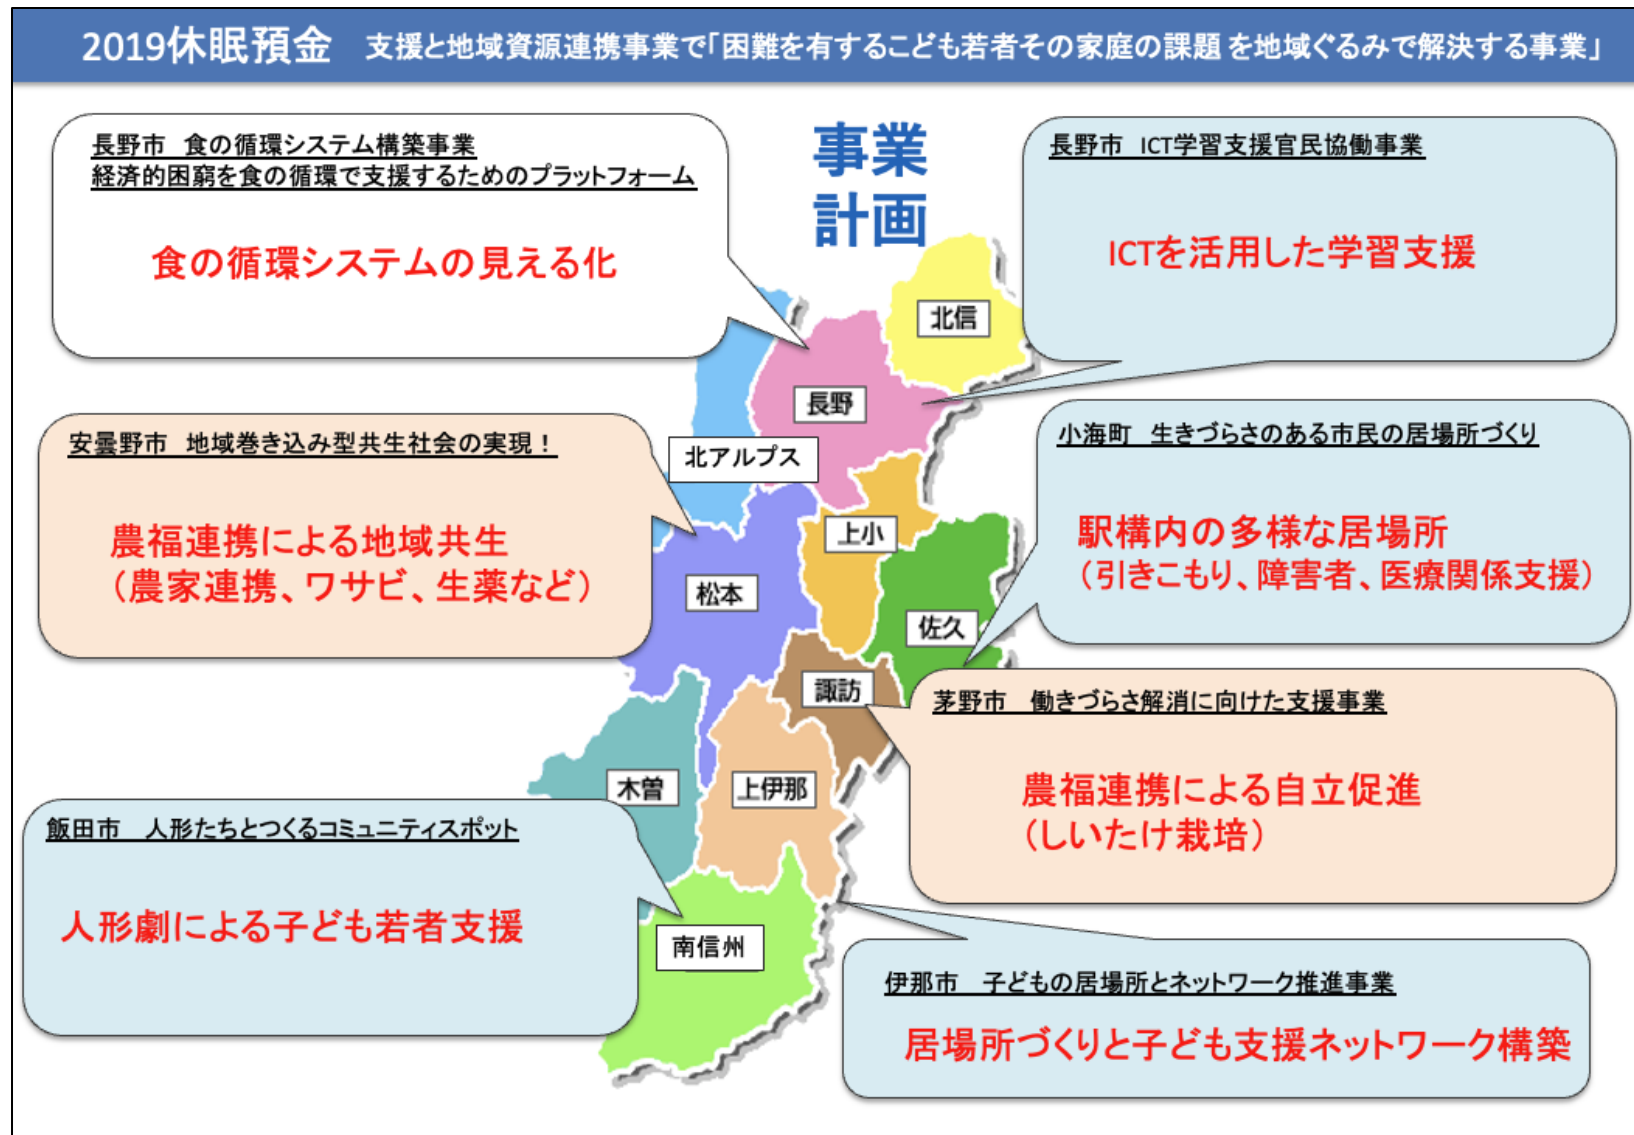 2019休眠預金　支援と地域資源連携事業で「困難を有するこども若者その家庭の課題 を地域ぐるみで解決する事業」
事業
計画
長野市　食の循環システム構築事業
経済的困窮を食の循環で支援するためのプラットフォーム
食の循環システムの見える化
長野市　ICT学習支援官民協働事業
ICTを活用した学習支援
北信
長野
北アルプス
安曇野市　地域巻き込み型共生社会の実現！
農福連携による地域共生
（農家連携、ワサビ、生薬など）
小海町　生きづらさのある市民の居場所づくり
駅構内の多様な居場所
（引きこもり、障害者、医療関係支援）
上小
松本
佐久
諏訪
茅野市　働きづらさ解消に向けた支援事業
農福連携による自立促進
（しいたけ栽培）
木曽
上伊那
飯田市　人形たちとつくるコミュニティスポット
人形劇による子ども若者支援
南信州
伊那市　子どもの居場所とネットワーク推進事業
居場所づくりと子ども支援ネットワーク構築